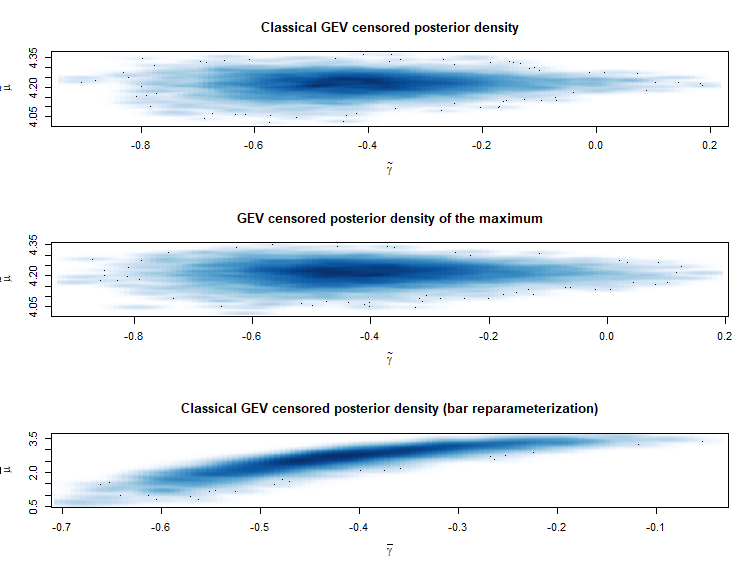 Classical GEV censored posterior density
4.35
4.20
4.05
μ
-0.8 -0.6 -0.4 -0.2 0.0 0.2
γ̃
GEV censored posterior density of the maximum
4.35
4.20
4.05
μ
-0.8 -0.6 -0.4 -0.2 0.0 0.2
γ̃
Classical GEV censored posterior density (bar reparameterization)
3.5
2.0
0.5
μ
-0.7 -0.6 -0.5 -0.4 -0.3 -0.2 -0.1
γ̅